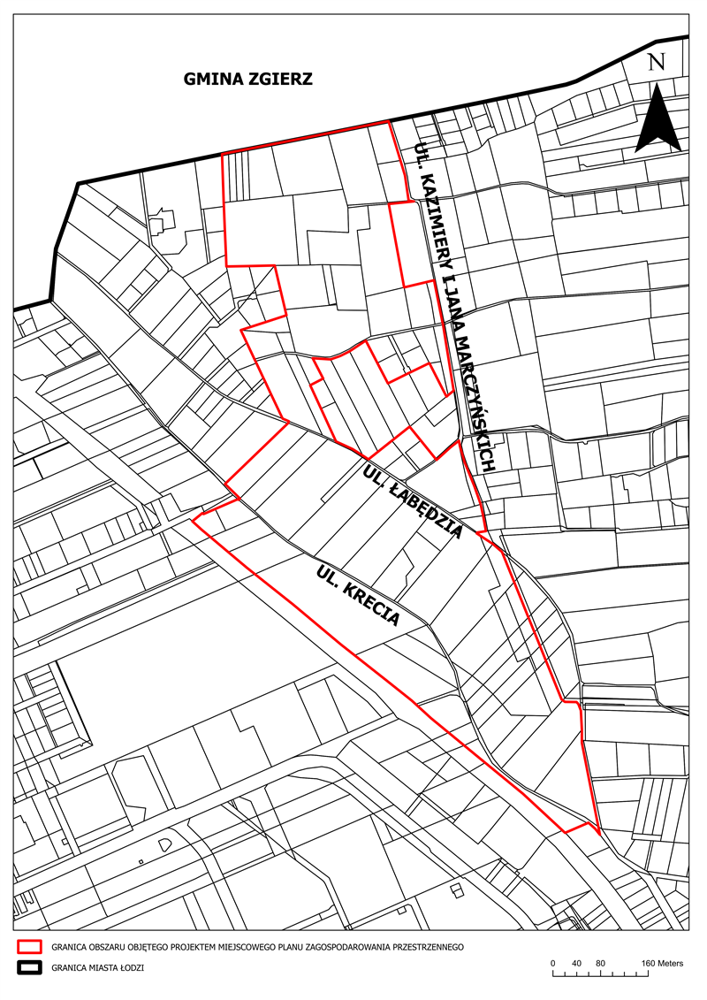 GMINA ZGIERZ
N
UL. KAZIMIERY I JANA MARCZYŃSKICH
UL. ŁABĘDZIA
UL. KRECIA
GRANICA OBSZARU OBJĘTEGO PROJEKTEM MIEJSCOWEGO PLANU ZAGOSPODAROWANIA PRZESTRZENNEGO
GRANICA MIASTA ŁODZI
0 40 80 160 Meters